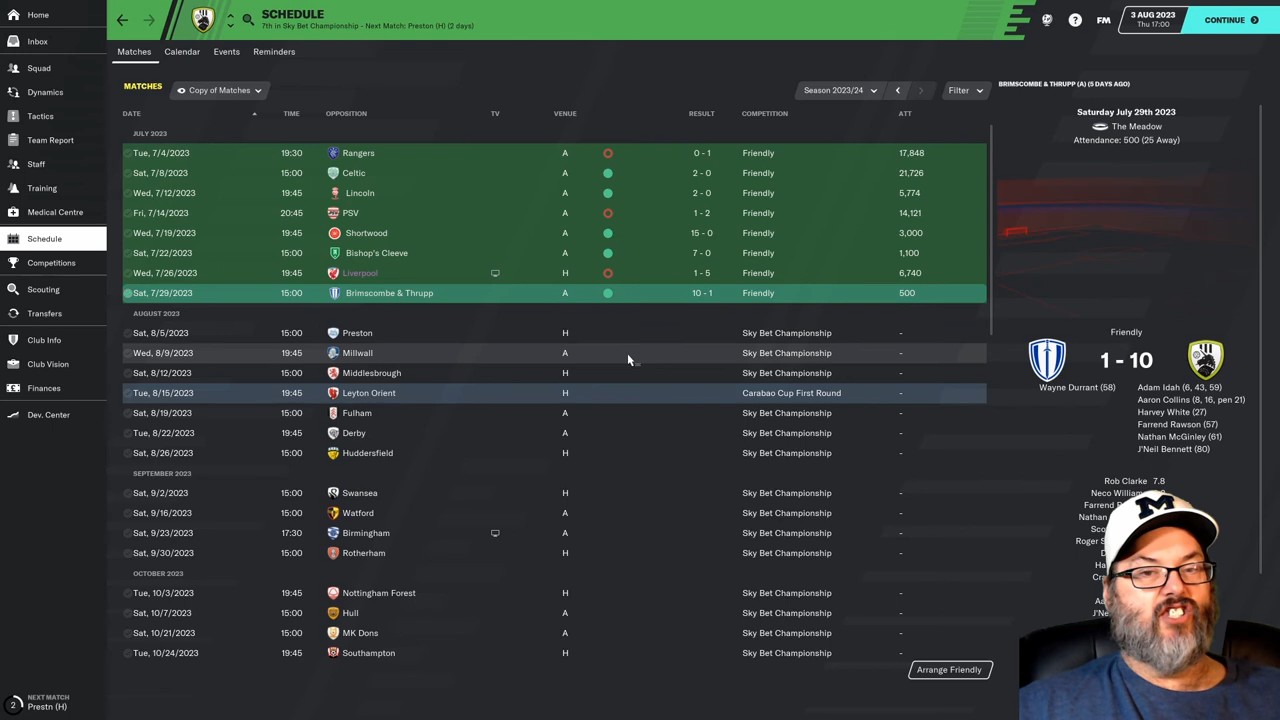 Home
Inbox
Squad
Dynamics
Tactics
Team Report
Staff
Training
Medical Centre
Schedule
Competitions
Scouting
Transfers
Club Info
Club Vision
Finances
Dev. Center
2
NEXT MATCH
Prestn (H)
SCHEDULE
7th in Sky Bet Championship - Next Match: Preston (H) (2 days)
?
FM
3 AUG 2023
Thu 17:00
CONTINUE
Matches Calendar Events Reminders
MATCHES Copy of Matches Season 2023/24 Filter
DATE TIME OPPOSITION TV VENUE RESULT COMPETITION ATT
JULY 2023
Tue, 7/4/2023 19:30 Rangers A 0 - 1 Friendly 17,848
Sat, 7/8/2023 15:00 Celtic A 2 - 0 Friendly 21,726
Wed, 7/12/2023 19:45 Lincoln A 2 - 0 Friendly 5,774
Fri, 7/14/2023 20:45 PSV A 1 - 2 Friendly 14,121
Wed, 7/19/2023 19:45 Shortwood A 15 - 0 Friendly 3,000
Sat, 7/22/2023 15:00 Bishop's Cleeve A 7 - 0 Friendly 1,100
Wed, 7/26/2023 19:45 Liverpool H 1 - 5 Friendly 6,740
Sat, 7/29/2023 15:00 Brimscombe & Thrupp A 10 - 1 Friendly 500
AUGUST 2023
Sat, 8/5/2023 15:00 Preston H Sky Bet Championship -
Wed, 8/9/2023 19:45 Millwall A Sky Bet Championship -
Sat, 8/12/2023 15:00 Middlesbrough H Sky Bet Championship -
Tue, 8/15/2023 19:45 Leyton Orient H Carabao Cup First Round -
Sat, 8/19/2023 15:00 Fulham A Sky Bet Championship -
Tue, 8/22/2023 19:45 Derby A Sky Bet Championship -
Sat, 8/26/2023 15:00 Huddersfield H Sky Bet Championship -
SEPTEMBER 2023
Sat, 9/2/2023 15:00 Swansea H Sky Bet Championship -
Sat, 9/16/2023 15:00 Watford A Sky Bet Championship -
Sat, 9/23/2023 17:30 Birmingham A Sky Bet Championship -
Sat, 9/30/2023 15:00 Rotherham H Sky Bet Championship -
OCTOBER 2023
Tue, 10/3/2023 19:45 Nottingham Forest H Sky Bet Championship -
Sat, 10/7/2023 15:00 Hull A Sky Bet Championship -
Sat, 10/21/2023 15:00 MK Dons A Sky Bet Championship -
Tue, 10/24/2023 19:45 Southampton H Sky Bet Championship -
Arrange Friendly
BRIMSCOMBE & THRUPP (A) (5 DAYS AGO)
Saturday July 29th 2023
The Meadow
Attendance: 500 (25 Away)
Friendly
1 - 10
Wayne Durrant (58)
Adam Idah (6, 43, 59)
Aaron Collins (8, 16, pen 21)
Harvey White (27)
Farrend Rawson (57)
Nathan McGinley (61)
J'Neil Bennett (80)
Rob Clarke 7.8
Neco Williams
Farrend
Nathan
Roger
M